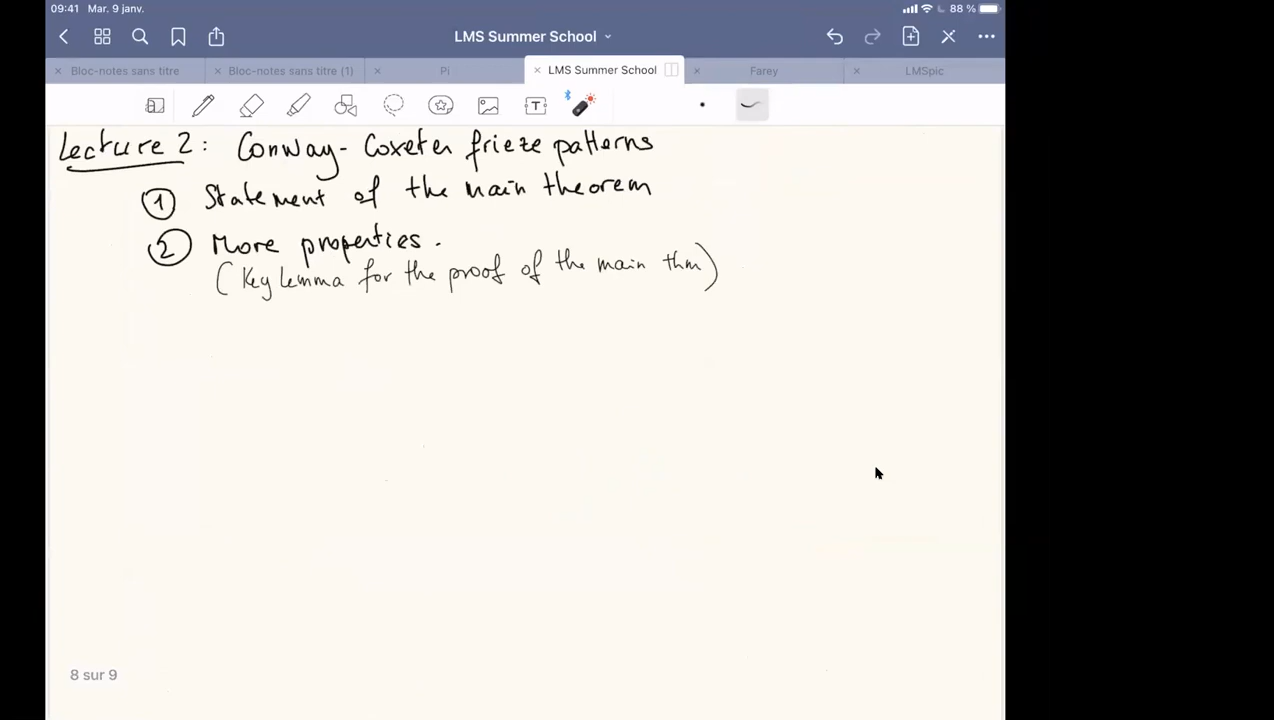 09:41 Mar. 9 janv.
88 %
LMS Summer School
Bloc-notes sans titre
Bloc-notes sans titre (1)
Pi
LMS Summer School
Farey
LMSpic
T
Lecture 2: Conway-Coxeter frieze patterns
① Statement of the main theorem
② More properties.
(Key lemma for the proof of the main thm)
8 sur 9